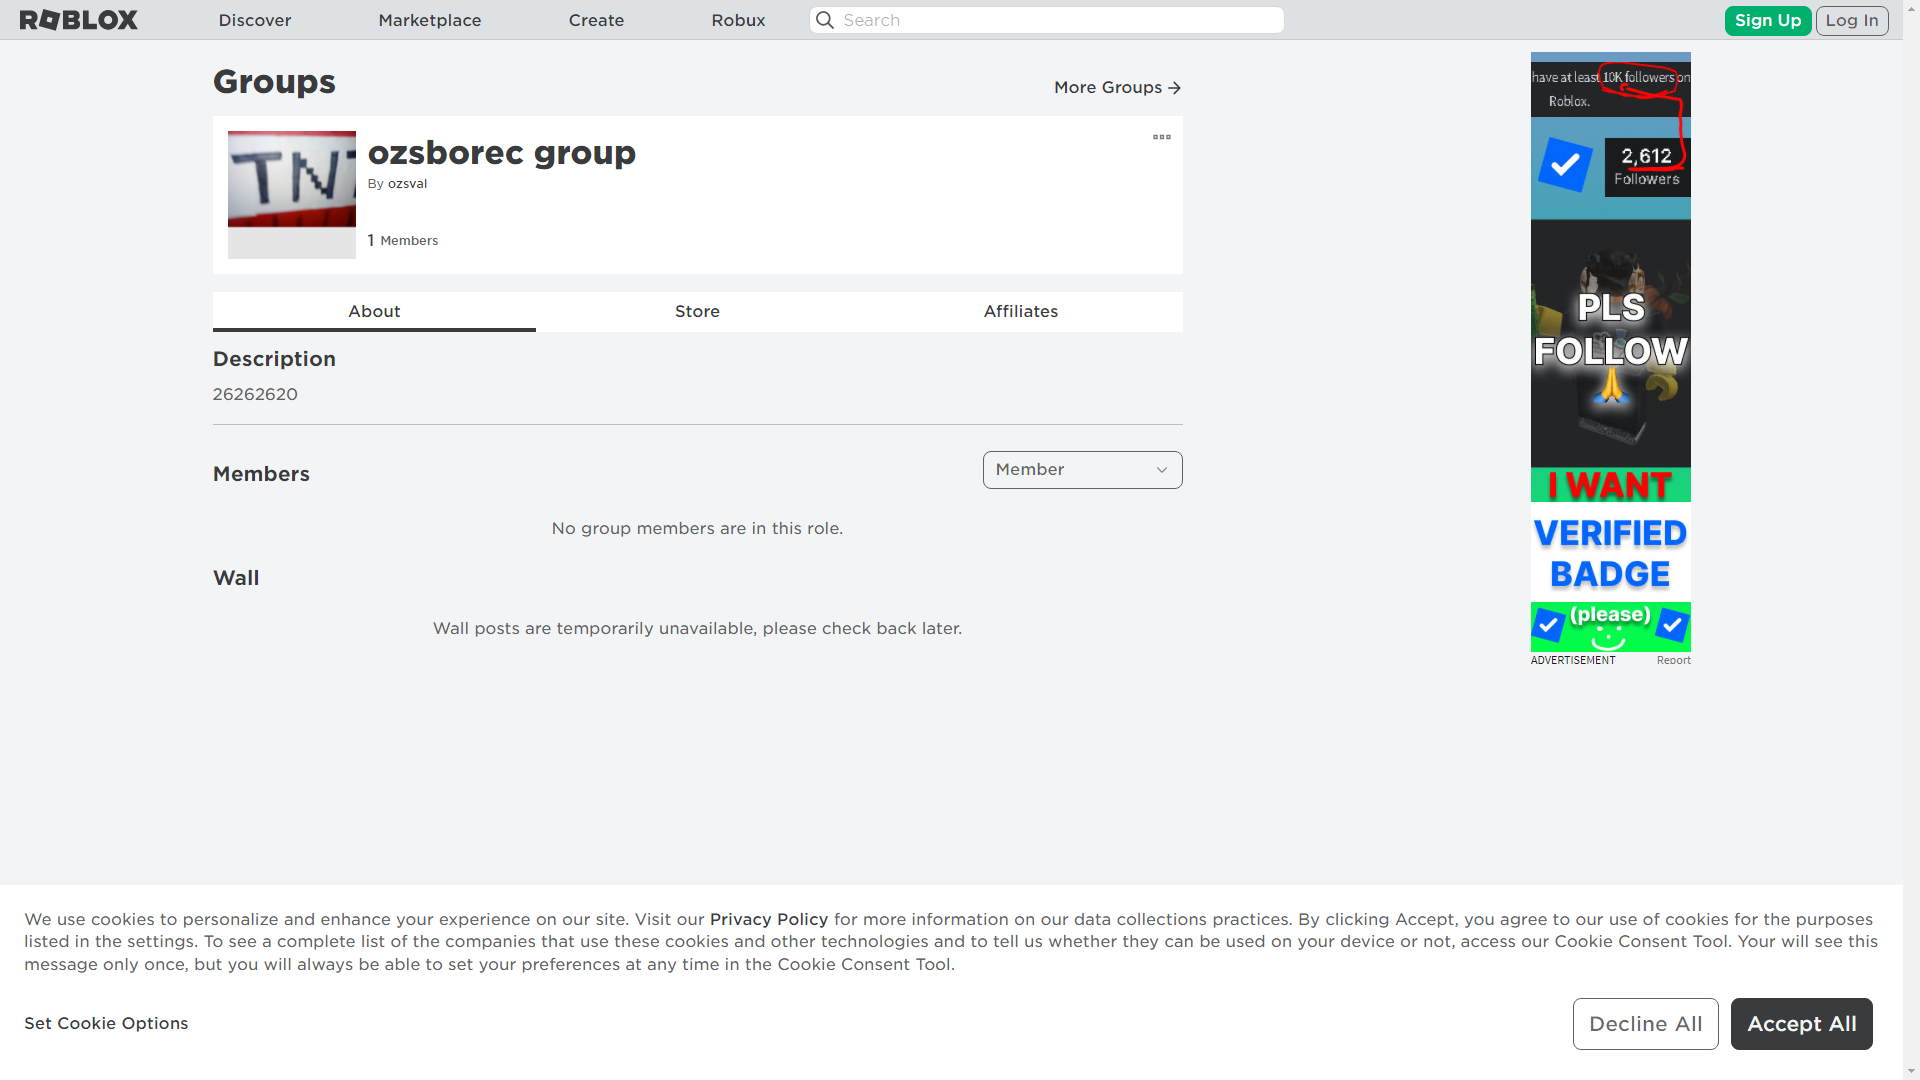 ROBLOX
Discover
Marketplace
Create
Robux
Search
Sign Up
Log In
Groups
More Groups
TNT
ozsborec group
By ozsval
1 Members
About
Store
Affiliates
Description
26262620
Members
Member
No group members are in this role.
Wall
Wall posts are temporarily unavailable, please check back later.
have at least 10K followers on
Roblox.
2,612
Followers
PLS
FOLLOW
I WANT
VERIFIED
BADGE
(please)
ADVERTISEMENT
Report
We use cookies to personalize and enhance your experience on our site. Visit our Privacy Policy for more information on our data collections practices. By clicking Accept, you agree to our use of cookies for the purposes
listed in the settings. To see a complete list of the companies that use these cookies and other technologies and to tell us whether they can be used on your device or not, access our Cookie Consent Tool. Your will see this
message only once, but you will always be able to set your preferences at any time in the Cookie Consent Tool.
Set Cookie Options
Decline All
Accept All